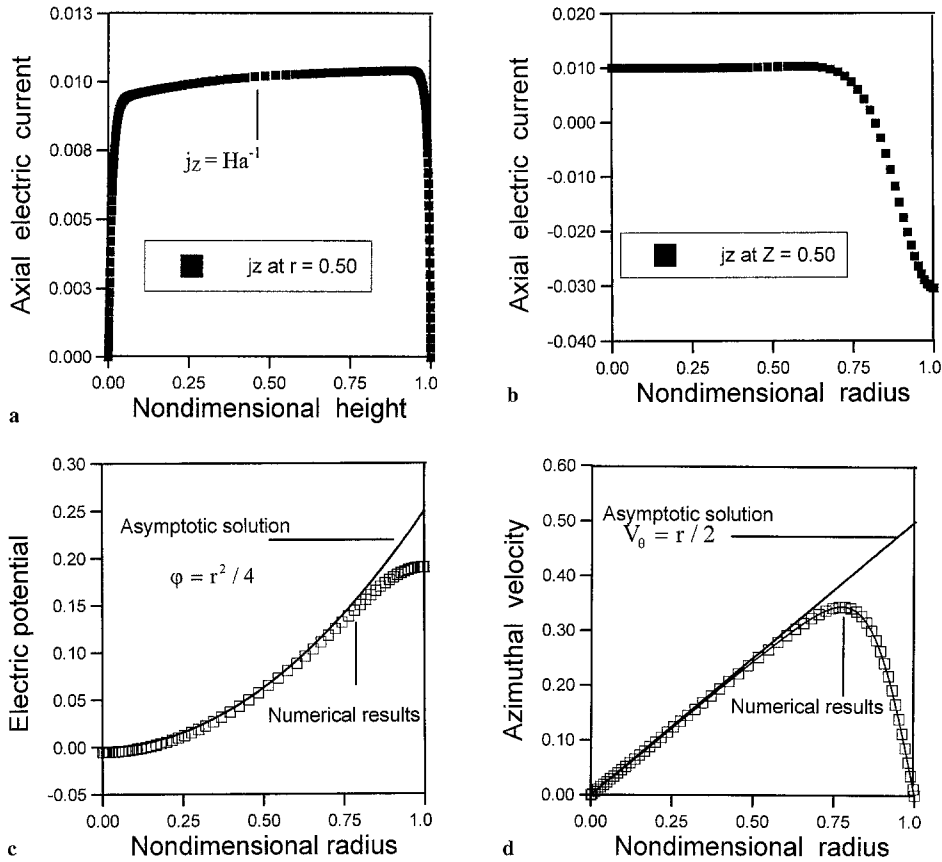 0.013
0.010
0.008
0.005
0.003
0.000
Axial electric current
jz = Ha⁻¹
jz at r = 0.50
0.00 0.25 0.50 0.75 1.0
Nondimensional height
a
0.020
0.010
0.000
-0.010
-0.020
-0.030
-0.040
Axial electric current
jz at Z = 0.50
0.00 0.25 0.50 0.75 1.0
Nondimensional radius
b
0.30
0.25
0.20
0.15
0.10
0.05
0.00
-0.05
Electric potential
Asymptotic solution
φ = r² / 4
Numerical results
0.00 0.25 0.50 0.75 1.0
Nondimensional radius
c
0.60
0.50
0.40
0.30
0.20
0.10
0.00
Azimuthal velocity
Asymptotic solution
Vθ = r / 2
Numerical results
0.00 0.25 0.50 0.75 1.0
Nondimensional radius
d